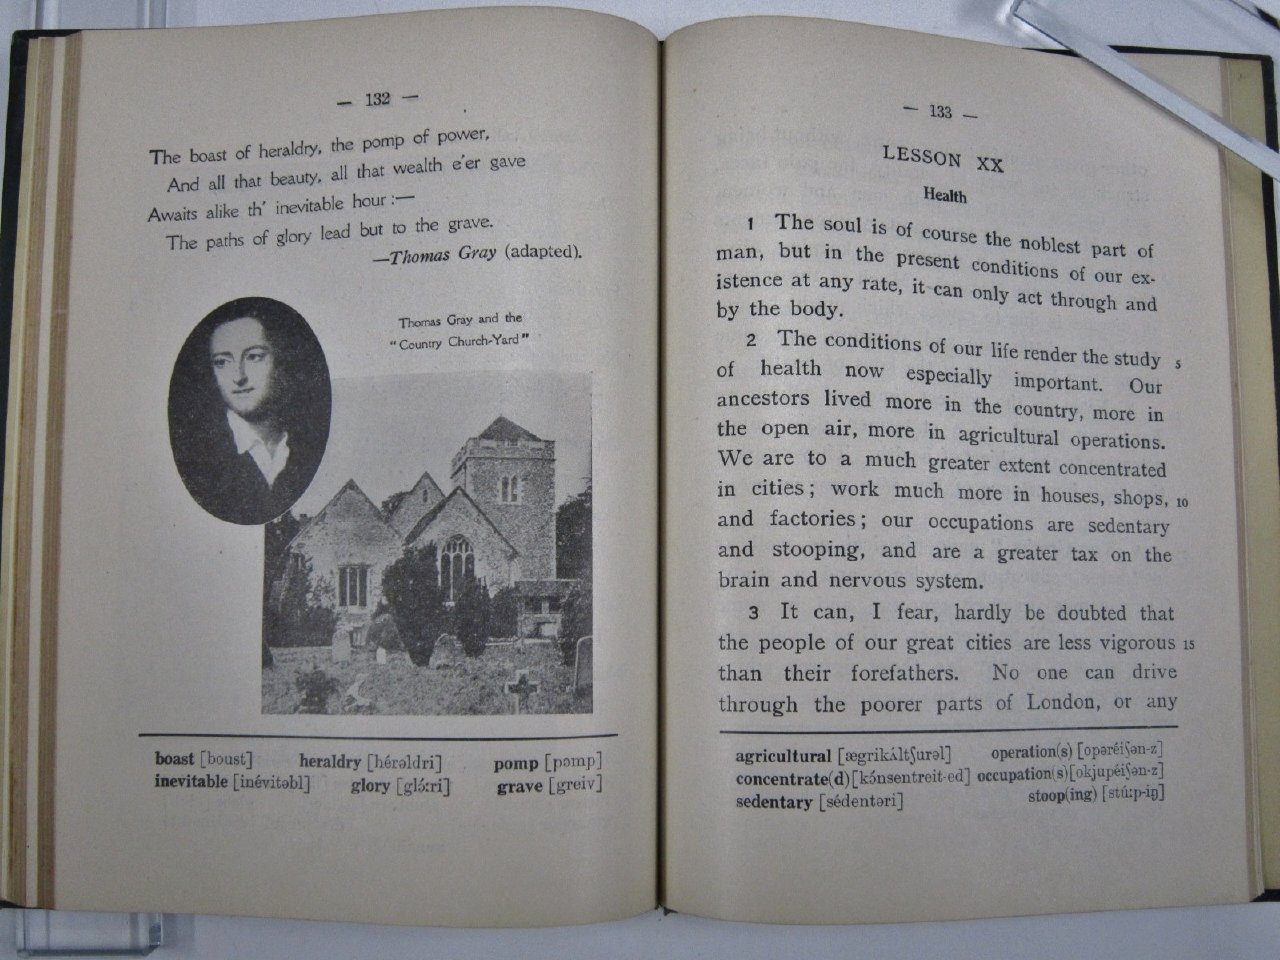 — 132 —
The boast of heraldry, the pomp of power,
And all that beauty, all that wealth e'er gave
Awaits alike th' inevitable hour :—
The paths of glory lead but to the grave.
—Thomas Gray (adapted).
Thomas Gray and the
"Country Church-Yard"
boast [boust] heraldry [hérəldri] pomp [pɔmp]
inevitable [inévitəbl] glory [glɔ́:ri] grave [greiv]
— 133 —
LESSON XX
Health
1 The soul is of course the noblest part of
man, but in the present conditions of our ex-
istence at any rate, it can only act through and
by the body.
2 The conditions of our life render the study 5
of health now especially important. Our
ancestors lived more in the country, more in
the open air, more in agricultural operations.
We are to a much greater extent concentrated
in cities ; work much more in houses, shops, 10
and factories ; our occupations are sedentary
and stooping, and are a greater tax on the
brain and nervous system.
3 It can, I fear, hardly be doubted that
the people of our great cities are less vigorous 15
than their forefathers. No one can drive
through the poorer parts of London, or any
agricultural [ægrikʌ́ltʃurəl] operation(s) [ɔpəréiʃən-z]
concentrate(d) [kɔ́nsentreit-ed] occupation(s) [ɔkjupéiʃən-z]
sedentary [sédentəri] stoop(ing) [stú:p-iŋ]